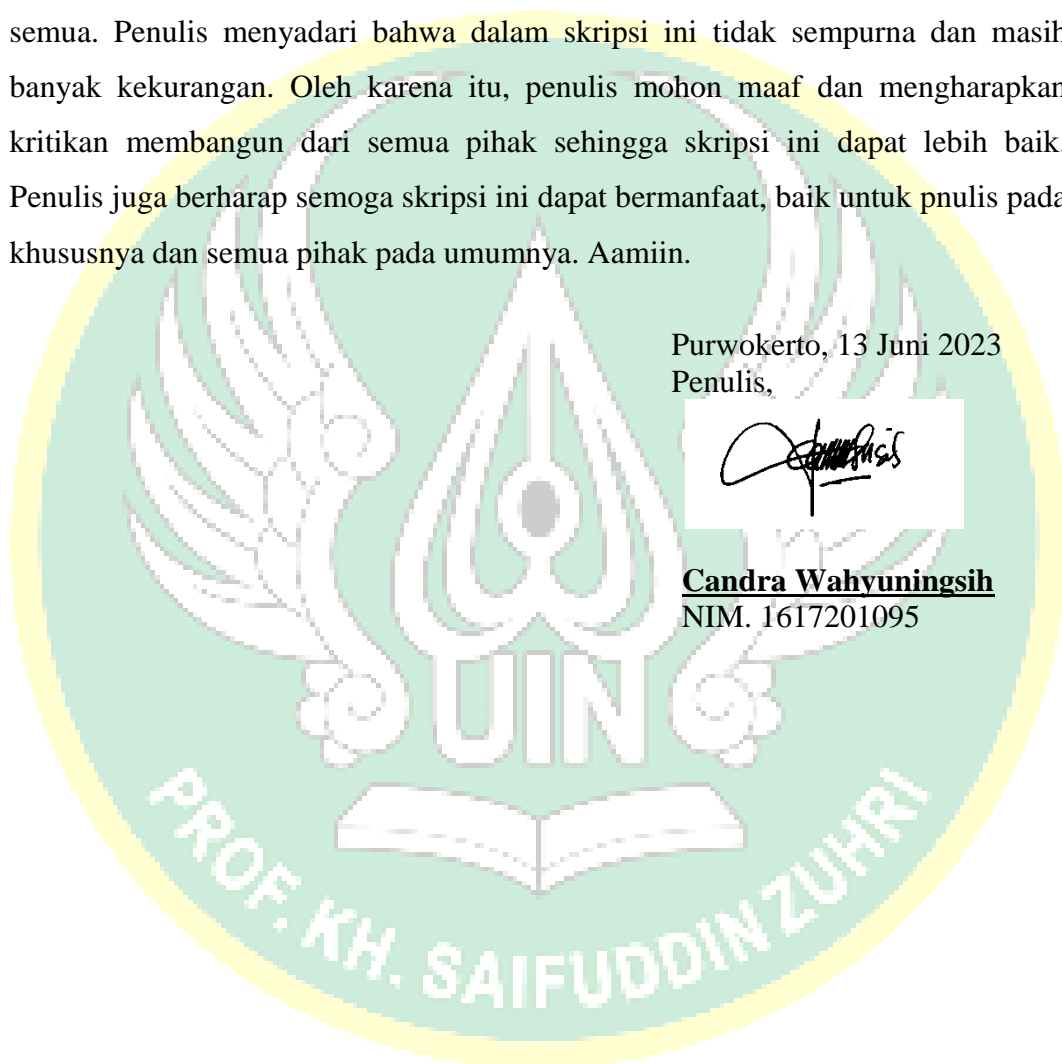 semua. Penulis menyadari bahwa dalam skripsi ini tidak sempurna dan masih
banyak kekurangan. Oleh karena itu, penulis mohon maaf dan mengharapkan
kritikan membangun dari semua pihak sehingga skripsi ini dapat lebih baik.
Penulis juga berharap semoga skripsi ini dapat bermanfaat, baik untuk pnulis pada
khususnya dan semua pihak pada umumnya. Aamiin.
Purwokerto, 13 Juni 2023
Penulis,
Candra Wahyuningsih
NIM. 1617201095
UIN
PROF. KH. SAIFUDDIN ZUHRI